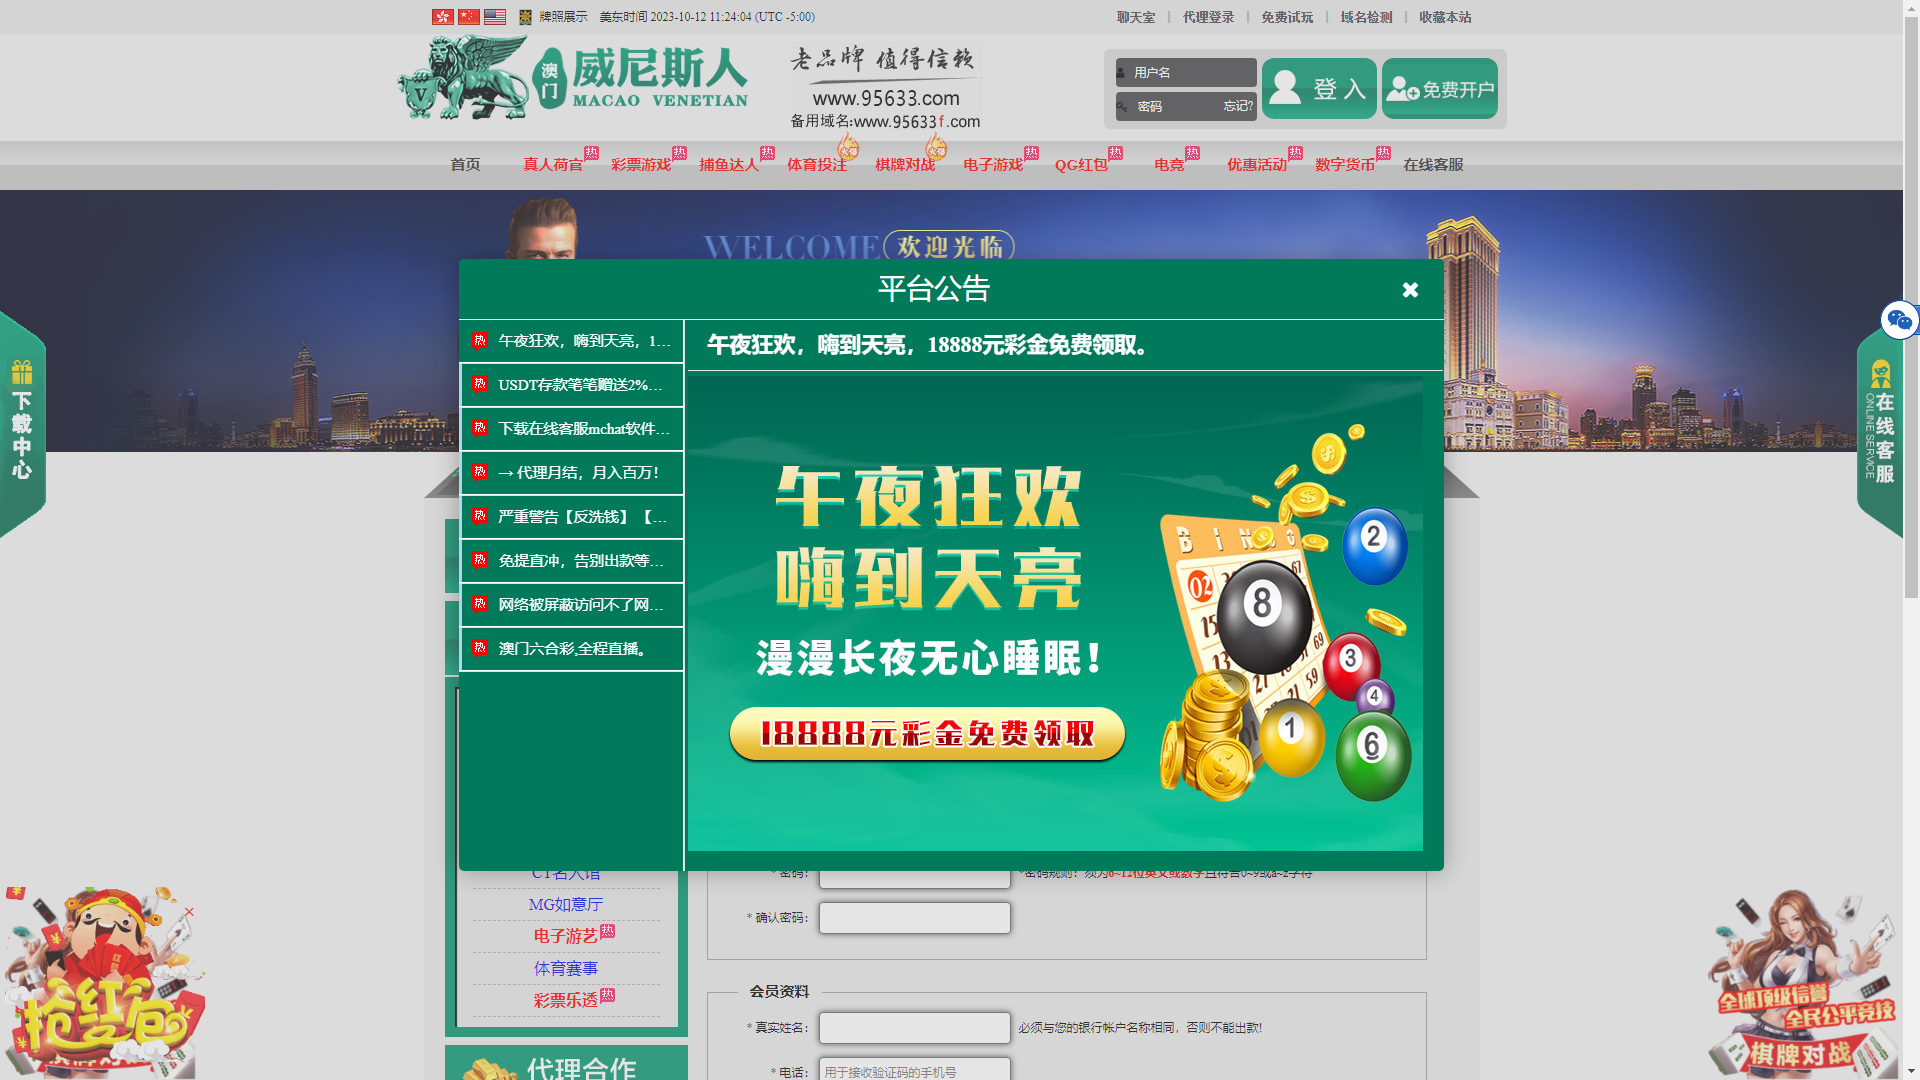 牌照展示 美东时间 2023-10-12 11:24:04 (UTC -5:00)
聊天室 | 代理登录 | 免费试玩 | 域名检测 | 收藏本站
V
澳门
威尼斯人
MACAO VENETIAN
老品牌 值得信赖
www.95633.com
备用域名:www.95633f.com
用户名
密码 忘记?
登入
免费开户
首页 真人荷官 热 彩票游戏 热 捕鱼达人 热 体育投注 火爆 棋牌对战 火爆 电子游戏 热 QG红包 热 电竞 热 优惠活动 热 数字货币 热 在线客服
WELCOME 欢迎光临
平台公告
热 午夜狂欢，嗨到天亮，1...
热 USDT存款笔笔赠送2%...
热 下载在线客服mchat软件...
热 → 代理月结，月入百万！
热 严重警告【反洗钱】【...
热 免提直冲，告别出款等...
热 网络被屏蔽访问不了网...
热 澳门六合彩,全程直播。
午夜狂欢，嗨到天亮，18888元彩金免费领取。
午夜狂欢
嗨到天亮
漫漫长夜无心睡眠！
18888元彩金免费领取
BINGO
02
8
2
3
4
1
6
下载中心
在线客服
ONLINE SERVICE
CT名人馆
MG如意厅
电子游艺 热
体育赛事
彩票乐透 热
代理合作
* 密码： *密码规则：须为6~12位英文或数字且符合0~9或a~z字符
* 确认密码：
会员资料
* 真实姓名： 必须与您的银行帐户名称相同，否则不能出款!
* 电话： 用于接收验证码的手机号
抢红包
全球顶级信誉
全民公平竞技
棋牌对战